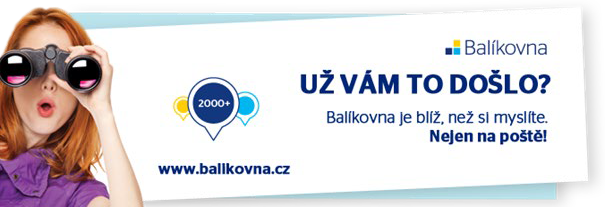 Balíkovna
UŽ VÁM TO DOŠLO?
2000+
Balíkovna je blíž, než si myslíte.
Nejen na poště!
www.balikovna.cz